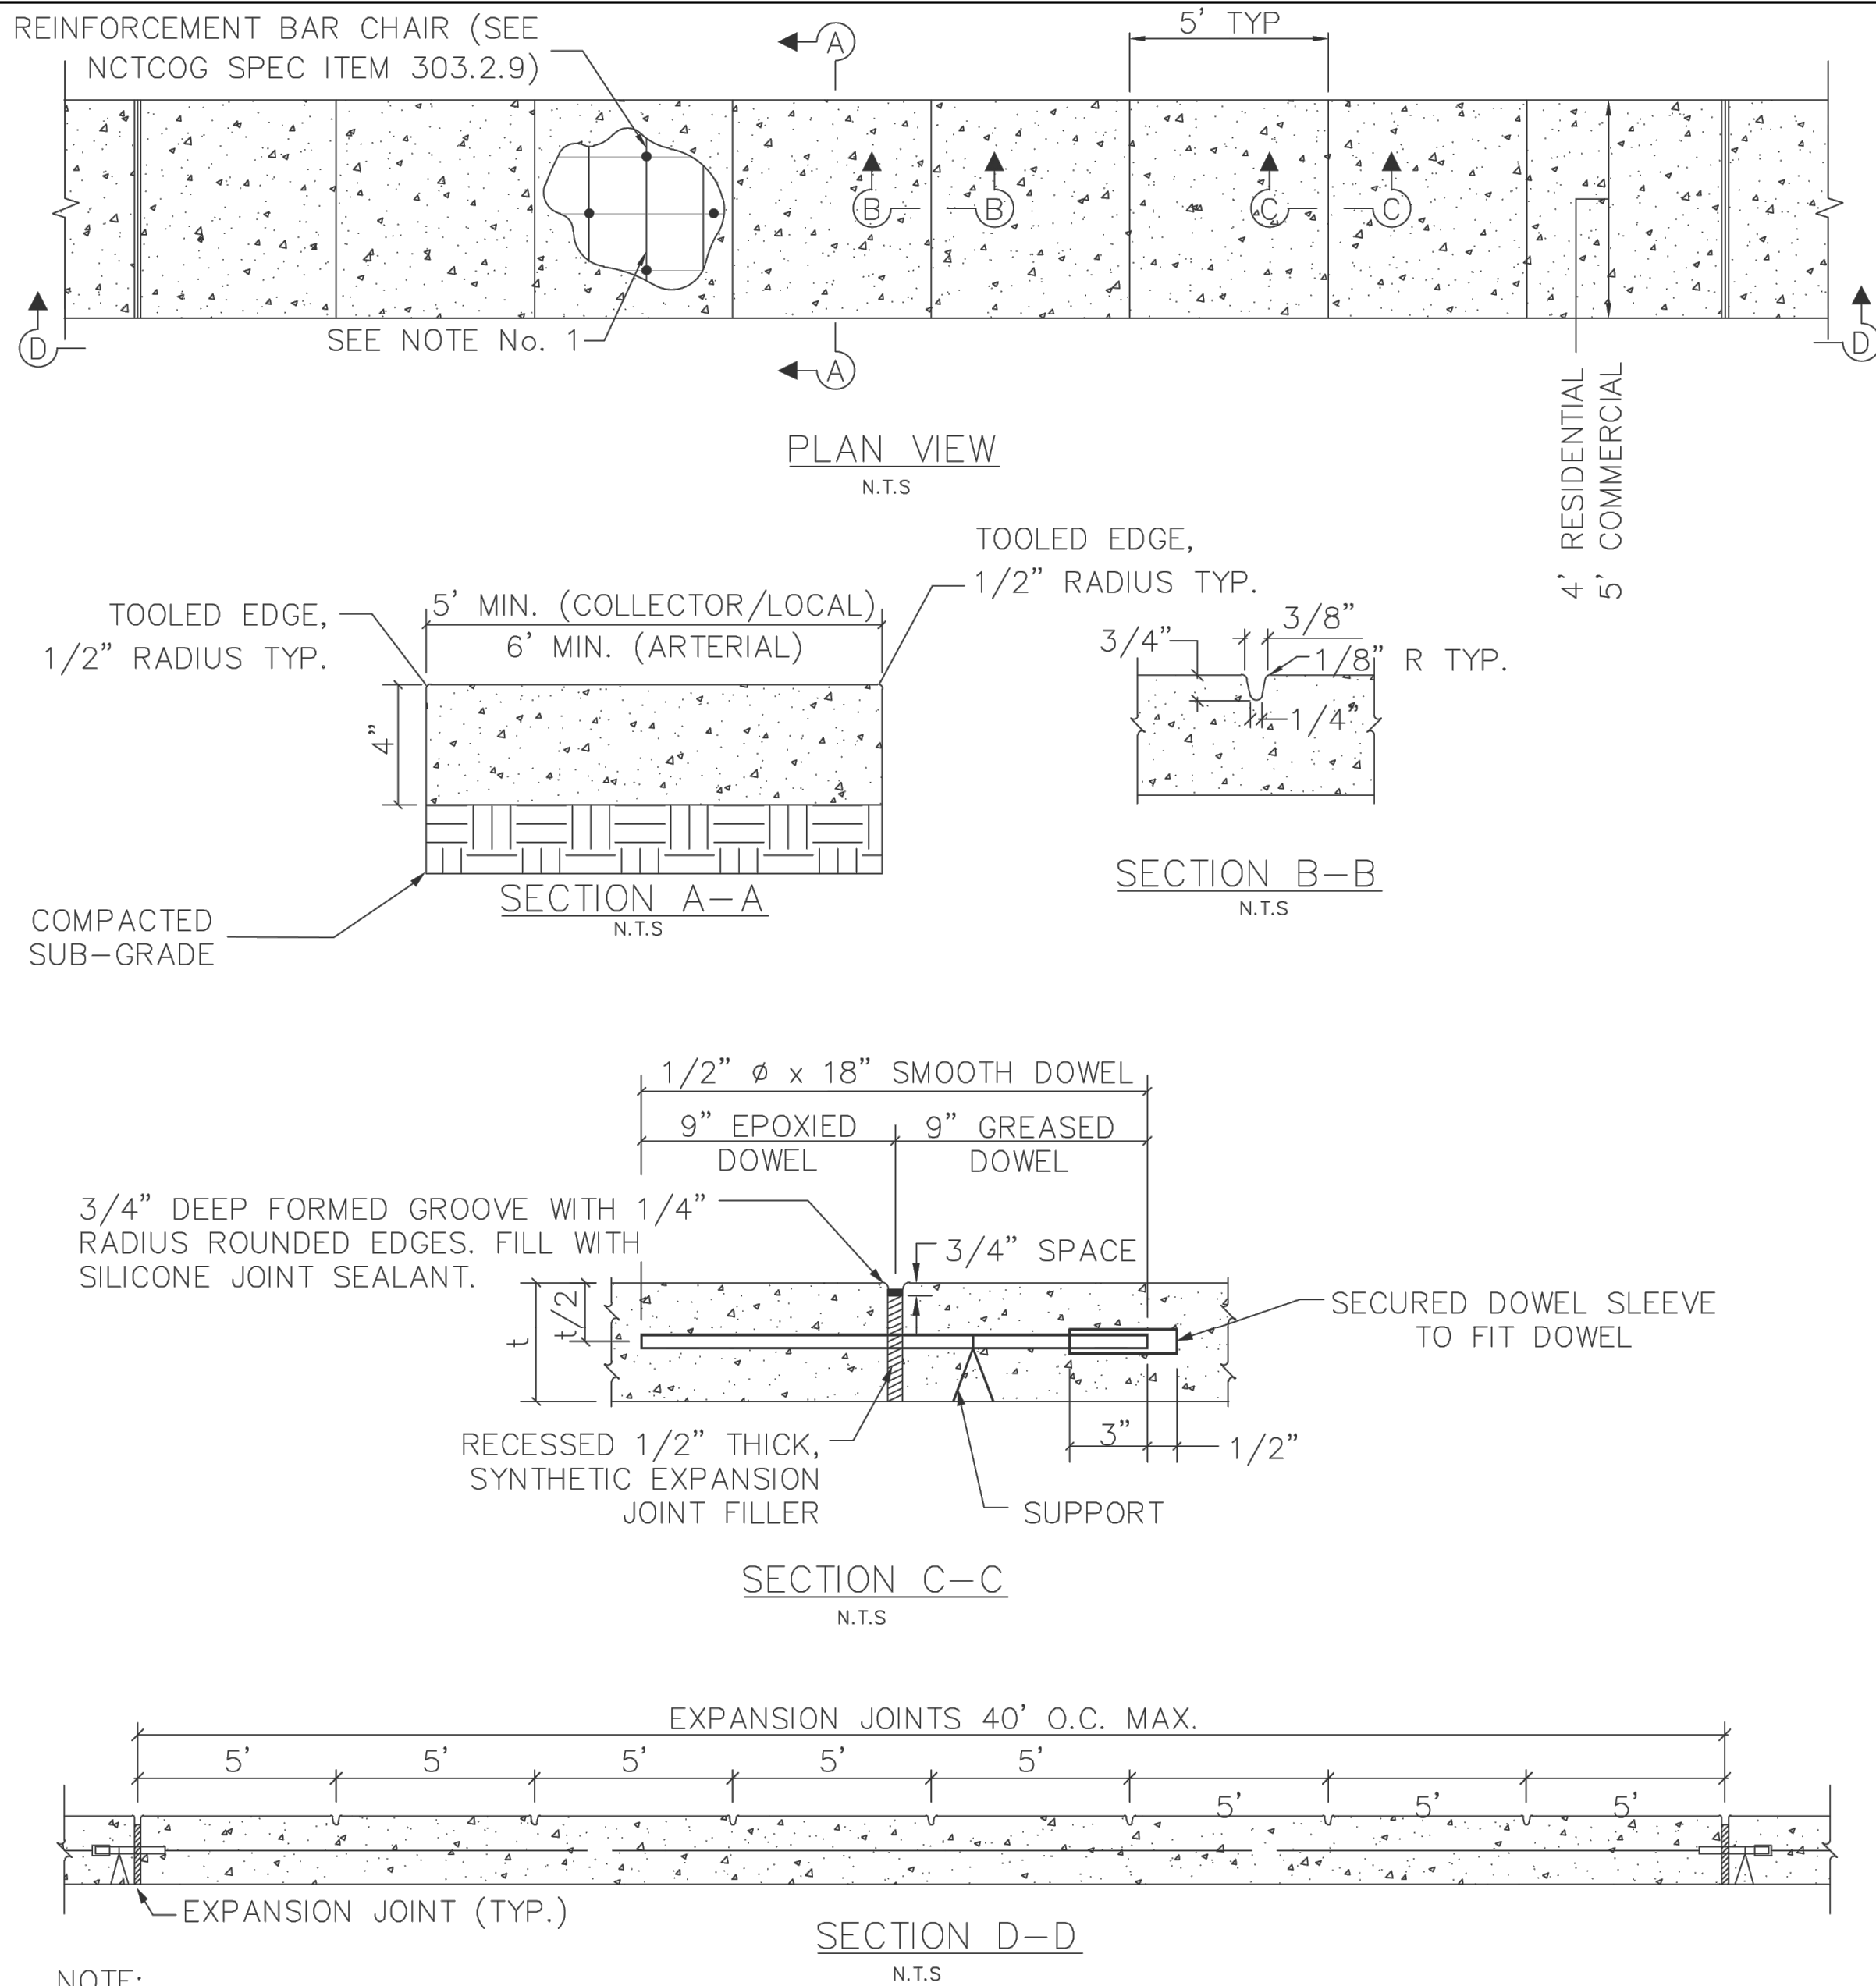 REINFORCEMENT BAR CHAIR (SEE
NCTCOG SPEC ITEM 303.2.9)
A
5' TYP
B
B
C
C
D
SEE NOTE No. 1
A
D
4' RESIDENTIAL
5' COMMERCIAL
PLAN VIEW
N.T.S
TOOLED EDGE,
1/2" RADIUS TYP.
5' MIN. (COLLECTOR/LOCAL)
6' MIN. (ARTERIAL)
TOOLED EDGE,
1/2" RADIUS TYP.
4"
COMPACTED
SUB-GRADE
SECTION A-A
N.T.S
3/4"
3/8"
1/8" R TYP.
1/4"
SECTION B-B
N.T.S
1/2" ø x 18" SMOOTH DOWEL
9" EPOXIED
DOWEL
9" GREASED
DOWEL
3/4" DEEP FORMED GROOVE WITH 1/4"
RADIUS ROUNDED EDGES. FILL WITH
SILICONE JOINT SEALANT.
3/4" SPACE
t
t/2
SECURED DOWEL SLEEVE
TO FIT DOWEL
RECESSED 1/2" THICK,
SYNTHETIC EXPANSION
JOINT FILLER
3"
1/2"
SUPPORT
SECTION C-C
N.T.S
EXPANSION JOINTS 40' O.C. MAX.
5' 5' 5' 5' 5' 5' 5' 5'
EXPANSION JOINT (TYP.)
SECTION D-D
N.T.S
NOTE: